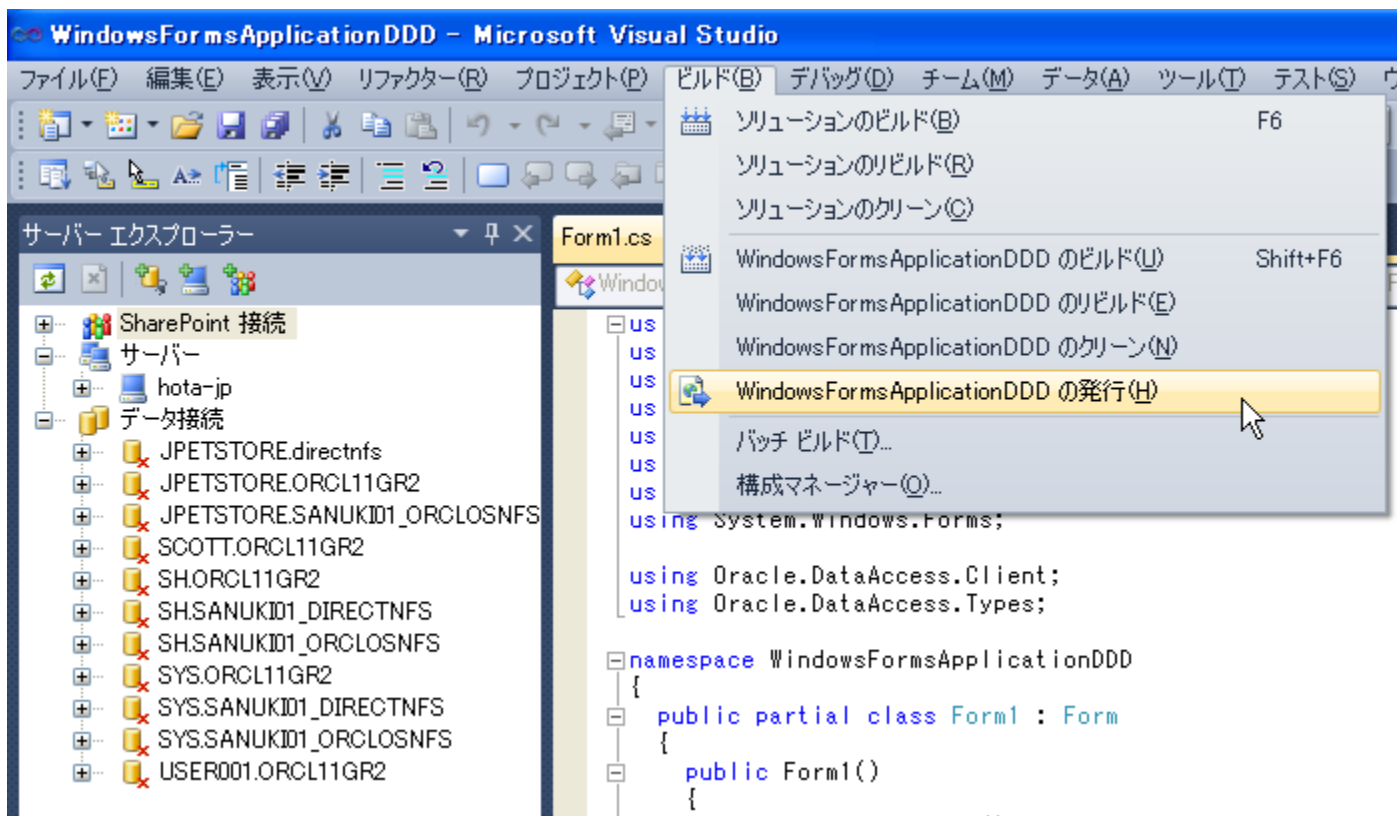 WindowsFormsApplicationDDD - Microsoft Visual Studio
ファイル(F) 編集(E) 表示(V) リファクター(R) プロジェクト(P) ビルド(B) デバッグ(D) チーム(M) データ(A) ツール(T) テスト(S)
ソリューションのビルド(B) F6
ソリューションのリビルド(R)
ソリューションのクリーン(C)
WindowsFormsApplicationDDD のビルド(U) Shift+F6
WindowsFormsApplicationDDD のリビルド(E)
WindowsFormsApplicationDDD のクリーン(N)
WindowsFormsApplicationDDD の発行(H)
バッチ ビルド(T)...
構成マネージャー(O)...
サーバー エクスプローラー
SharePoint 接続
サーバー
hota-jp
データ接続
JPETSTORE.directnfs
JPETSTORE.ORCL11GR2
JPETSTORE.SANUKI01_ORCLOSNFS
SCOTT.ORCL11GR2
SH.ORCL11GR2
SH.SANUKI01_DIRECTNFS
SH.SANUKI01_ORCLOSNFS
SYS.ORCL11GR2
SYS.SANUKI01_DIRECTNFS
SYS.SANUKI01_ORCLOSNFS
USER001.ORCL11GR2
Form1.cs
Window
us
us
us
us
us
us
us
using System.Windows.Forms;
using Oracle.DataAccess.Client;
using Oracle.DataAccess.Types;
namespace WindowsFormsApplicationDDD
{
public partial class Form1 : Form
{
public Form1()
{